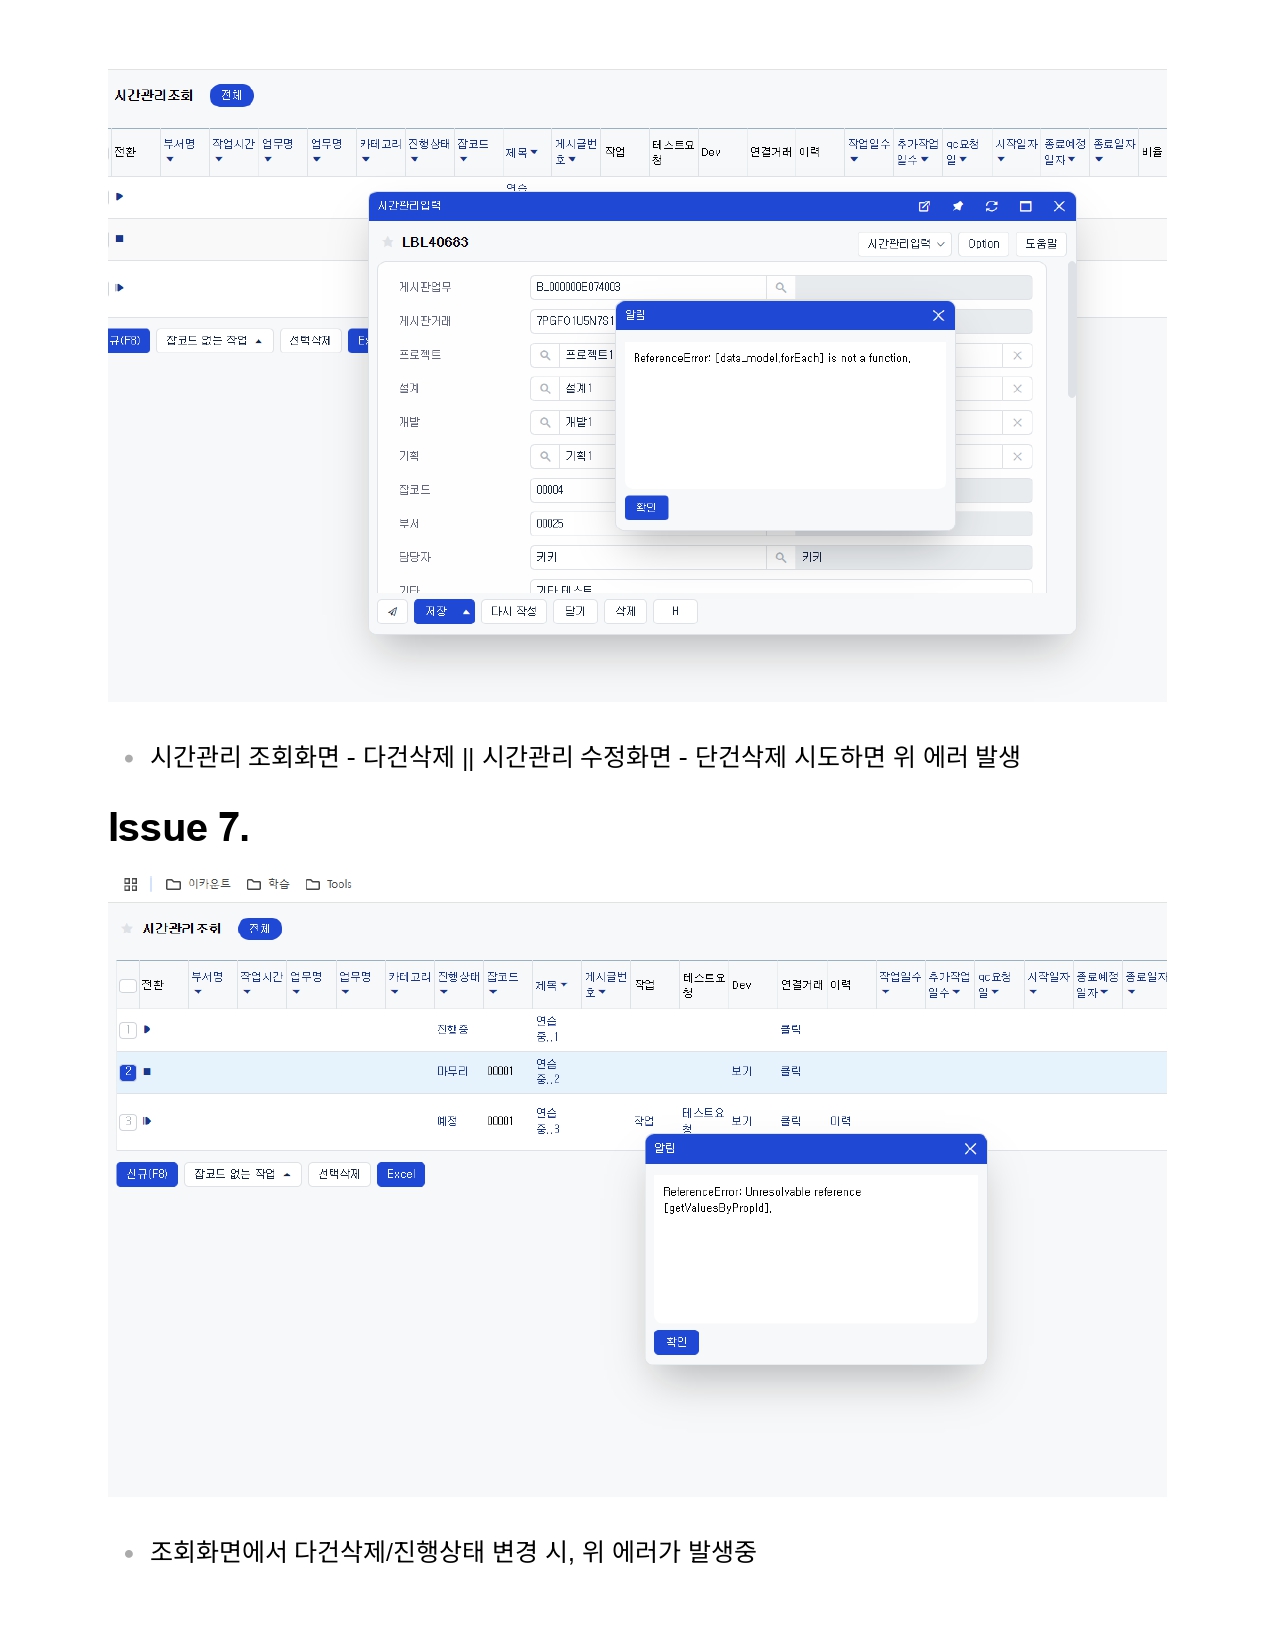 시간관리조회 전체
전환 부서명 작업시간 업무명 업무명 카테고리 진행상태 잡코드 제목 게시글번호 작업 테스트요청 Dev 연결거래 이력 작업일수 추가작업일수 qc요청일 시작일자 종료예정일자 종료일자 비율
연습
시간관리입력
LBL40683 시간관리입력 Option 도움말
게시판업무 B_000000E074003
게시판거래 7PGFO1U5N7S1
프로젝트 프로젝트1
설계 설계1
개발 개발1
기획 기획1
잡코드 00004
부서 00025
담당자 키키 키키
기타 기타 테스트
알림
ReferenceError: [data_model.forEach] is not a function.
확인
규(F8) 잡코드 없는 작업 선택삭제 Ex
저장 다시 작성 닫기 삭제 H
시간관리 조회화면 - 다건삭제 || 시간관리 수정화면 - 단건삭제 시도하면 위 에러 발생
Issue 7.
이카운트 학습 Tools
시간관리조회 전체
전환 부서명 작업시간 업무명 업무명 카테고리 진행상태 잡코드 제목 게시글번호 작업 테스트요청 Dev 연결거래 이력 작업일수 추가작업일수 qc요청일 시작일자 종료예정일자 종료일자
1 진행중 연습중..1 클릭
2 마무리 00001 연습중..2 보기 클릭
3 예정 00001 연습중..3 작업 테스트요청 보기 클릭 이력
신규(F8) 잡코드 없는 작업 선택삭제 Excel
알림
ReferenceError: Unresolvable reference
[getValuesByPropId].
확인
조회화면에서 다건삭제/진행상태 변경 시, 위 에러가 발생중